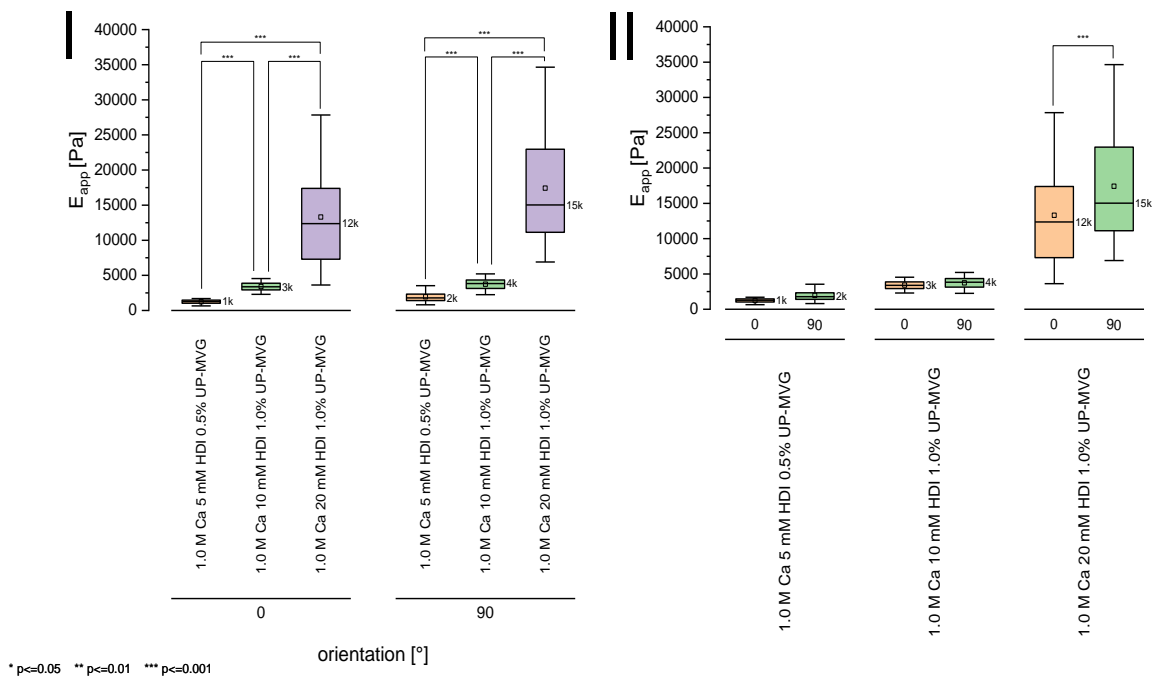 I
E_app [Pa]
40000
35000
30000
25000
20000
15000
10000
5000
0
***
***
***
1k
3k
12k
***
***
***
2k
4k
15k
1.0 M Ca 5 mM HDI 0.5% UP-MVG
1.0 M Ca 10 mM HDI 1.0% UP-MVG
1.0 M Ca 20 mM HDI 1.0% UP-MVG
1.0 M Ca 5 mM HDI 0.5% UP-MVG
1.0 M Ca 10 mM HDI 1.0% UP-MVG
1.0 M Ca 20 mM HDI 1.0% UP-MVG
0
90
orientation [°]
* p<=0.05 ** p<=0.01 *** p<=0.001
II
E_app [Pa]
40000
35000
30000
25000
20000
15000
10000
5000
0
***
1k
2k
3k
4k
12k
15k
0
90
0
90
0
90
1.0 M Ca 5 mM HDI 0.5% UP-MVG
1.0 M Ca 10 mM HDI 1.0% UP-MVG
1.0 M Ca 20 mM HDI 1.0% UP-MVG